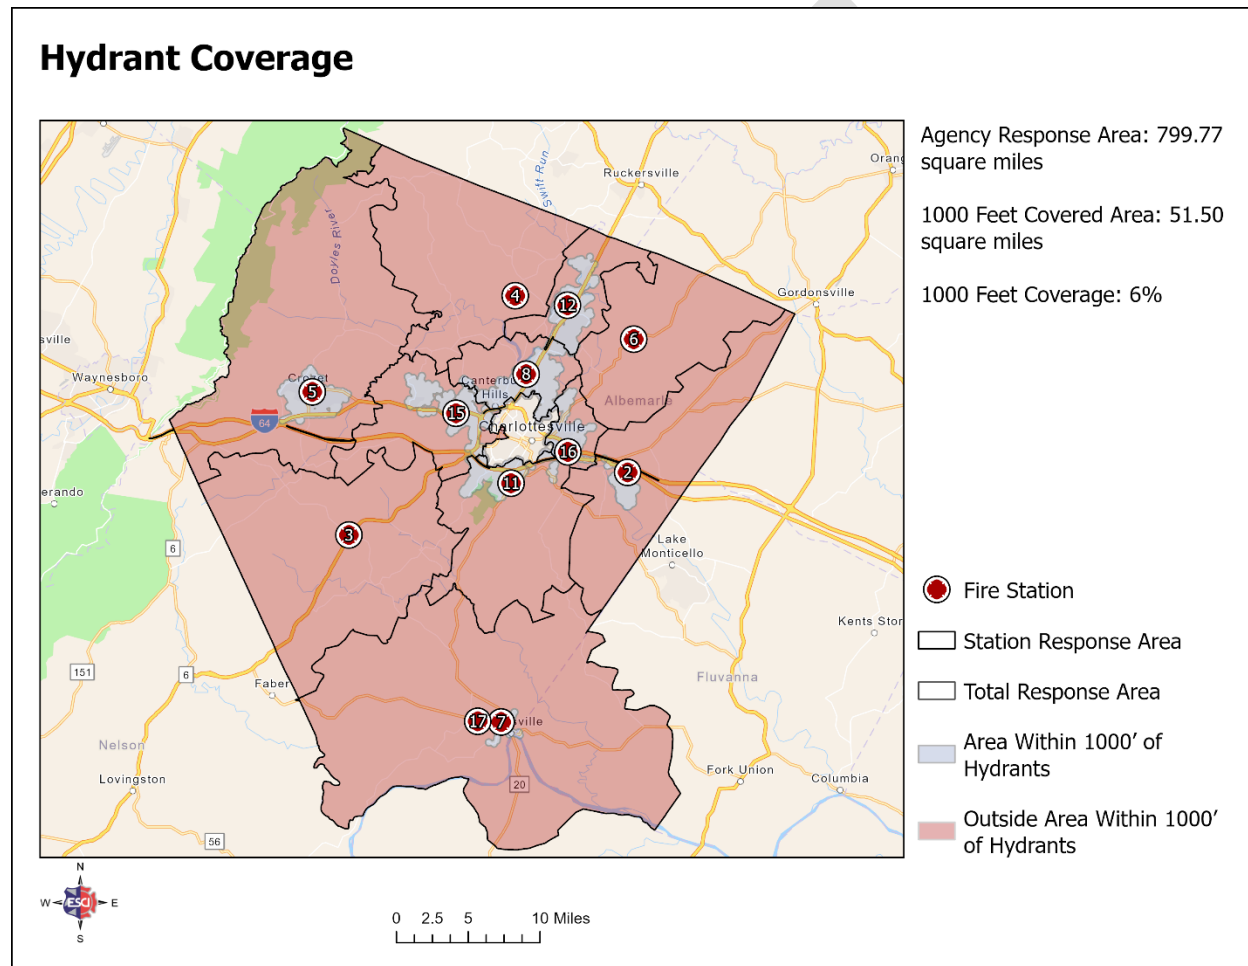 Hydrant Coverage
Agency Response Area: 799.77
square miles
1000 Feet Covered Area: 51.50
square miles
1000 Feet Coverage: 6%
Ruckersville
Swift Run
Doyles River
Gordonsville
Waynesboro
4
12
6
8
5
64
15
Hills
Albemarle
Charlottesville
16
2
11
3
6
Lake
Monticello
151
6
Faber
Fluvanna
17
7
Nelson
Lovingston
20
Fork Union
Columbia
56
Fire Station
Station Response Area
Total Response Area
Area Within 1000' of
Hydrants
Outside Area Within 1000'
of Hydrants
N
W
E
S
ESCI
0 2.5 5 10 Miles